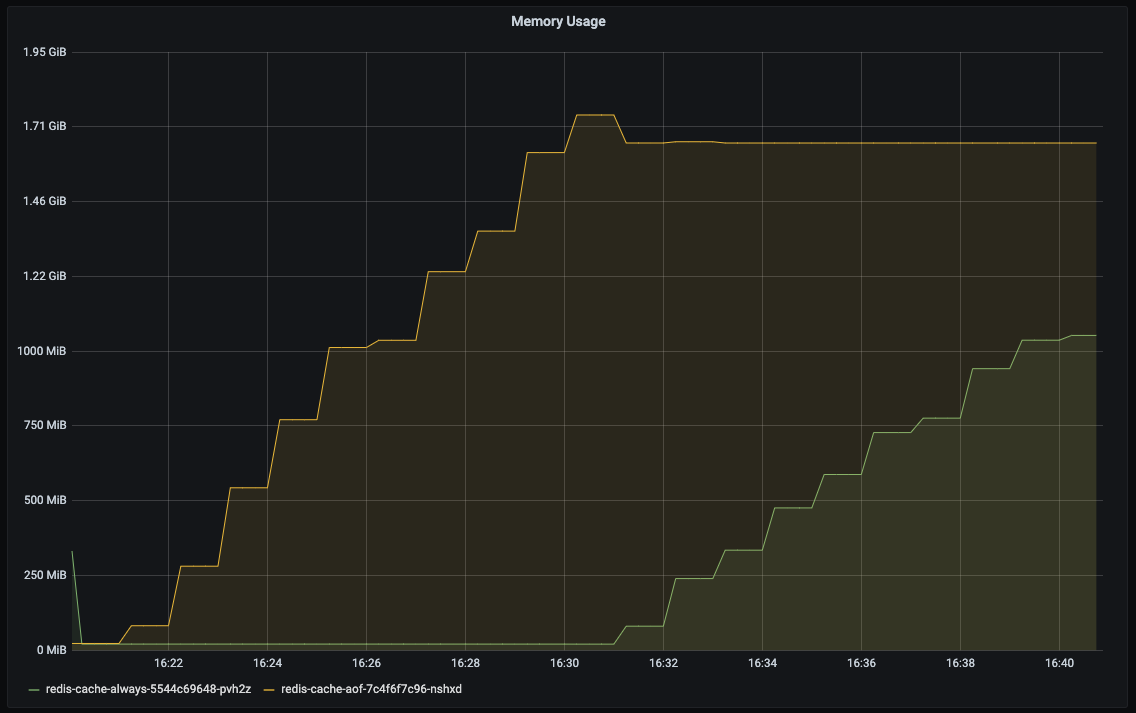 Memory Usage
1.95 GiB
1.71 GiB
1.46 GiB
1.22 GiB
1000 MiB
750 MiB
500 MiB
250 MiB
0 MiB
16:22 16:24 16:26 16:28 16:30 16:32 16:34 16:36 16:38 16:40
redis-cache-always-5544c69648-pvh2z redis-cache-aof-7c4f6f7c96-nshxd